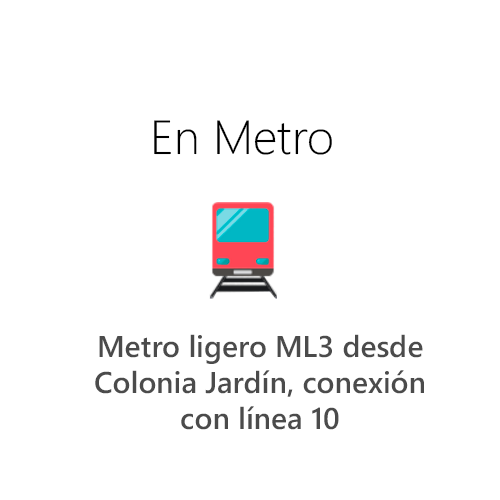 En Metro
Metro ligero ML3 desde
Colonia Jardín, conexión
con línea 10